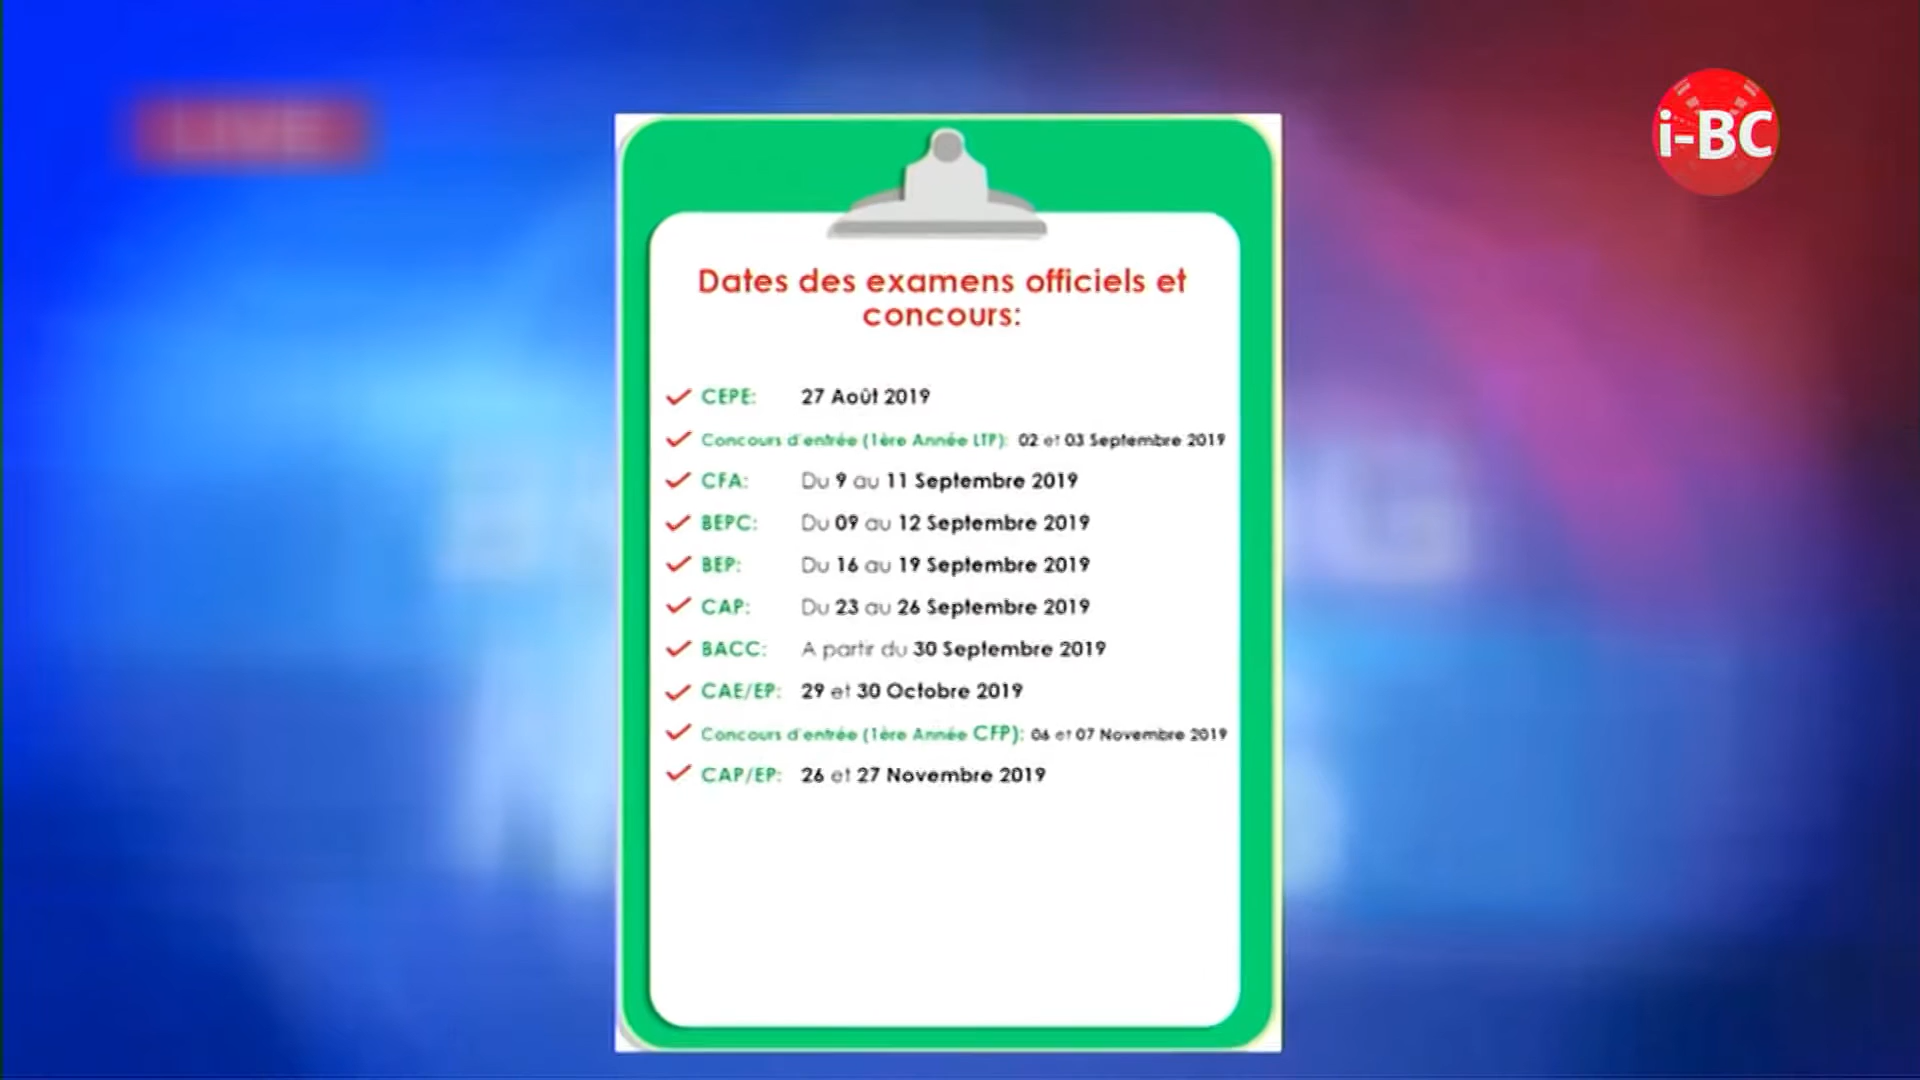 i-BC
Dates des examens officiels et
concours:
CEPE: 27 Août 2019
Concours d'entrée (1ère Année LTP): 02 et 03 Septembre 2019
CFA: Du 9 au 11 Septembre 2019
BEPC: Du 09 au 12 Septembre 2019
BEP: Du 16 au 19 Septembre 2019
CAP: Du 23 au 26 Septembre 2019
BACC: A partir du 30 Septembre 2019
CAE/EP: 29 et 30 Octobre 2019
Concours d'entrée (1ère Année CFP): 06 et 07 Novembre 2019
CAP/EP: 26 et 27 Novembre 2019